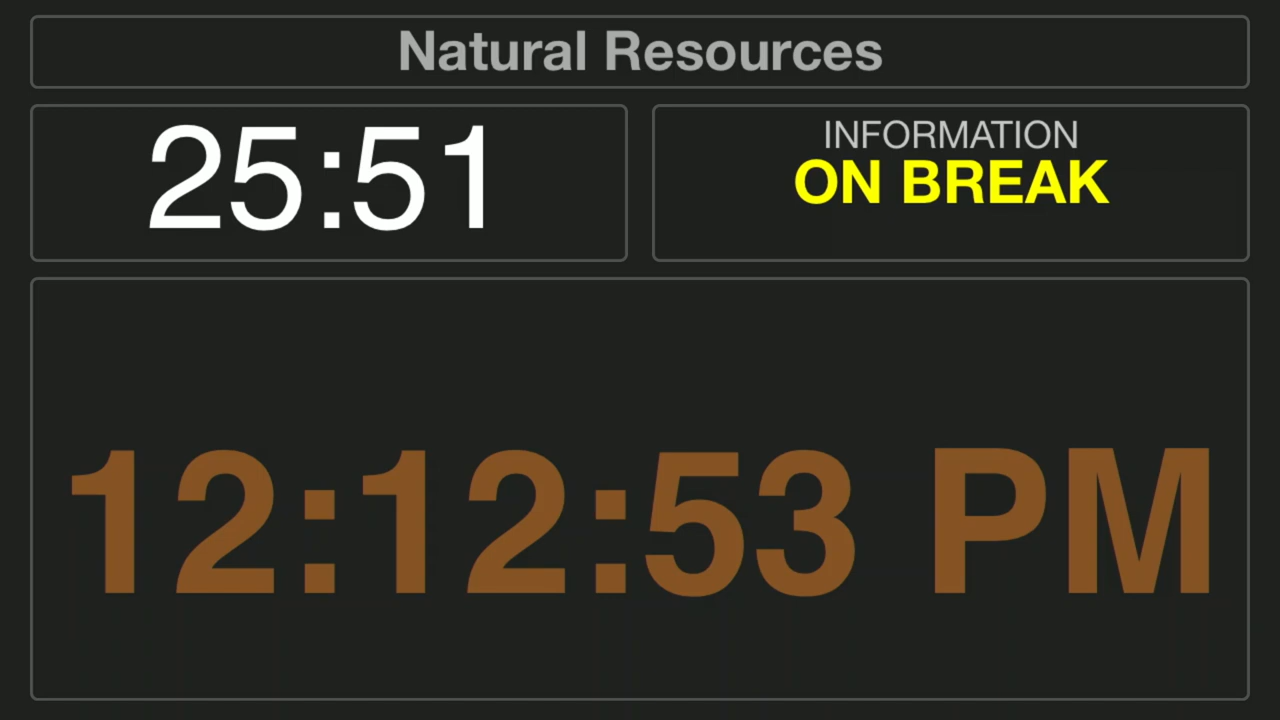 Natural Resources
25:51
INFORMATION
ON BREAK
12:12:53 PM